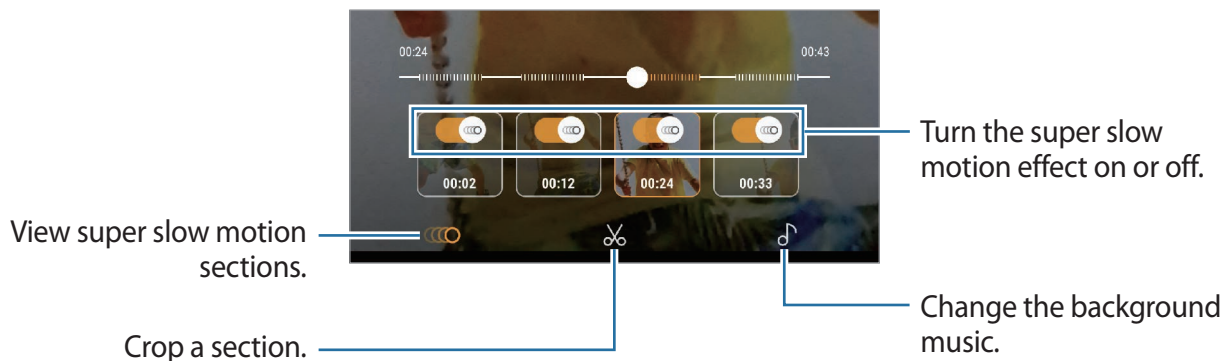 00:24
00:43
00:02
00:12
00:24
00:33
Turn the super slow
motion effect on or off.
View super slow motion
sections.
Crop a section.
Change the background
music.